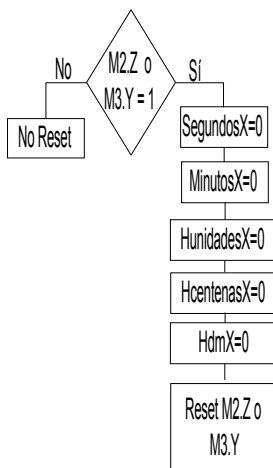 M2.Z o
M3.Y = 1
No
Sí
No Reset
SegundosX=0
MinutosX=0
HunidadesX=0
HcentenasX=0
HdmX=0
Reset M2.Z o
M3.Y